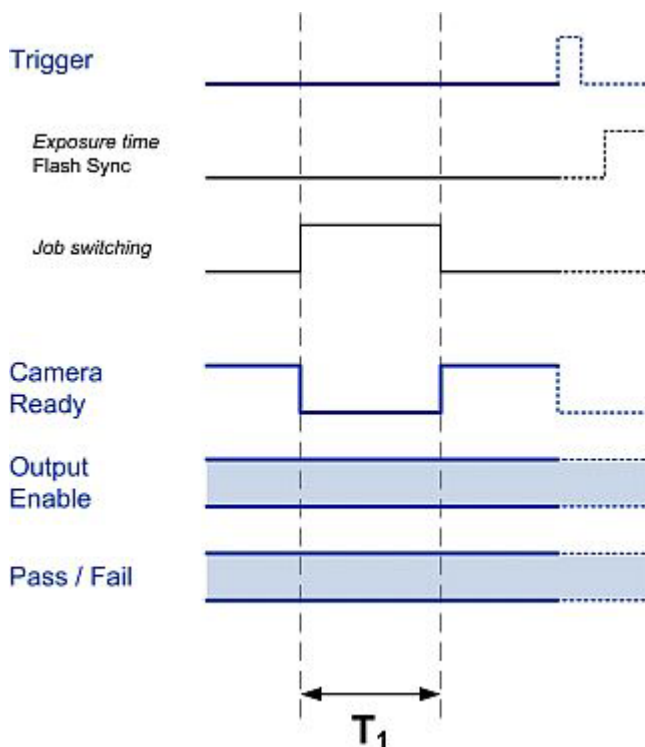 Trigger
Exposure time
Flash Sync
Job switching
Camera
Ready
Output
Enable
Pass / Fail
T₁